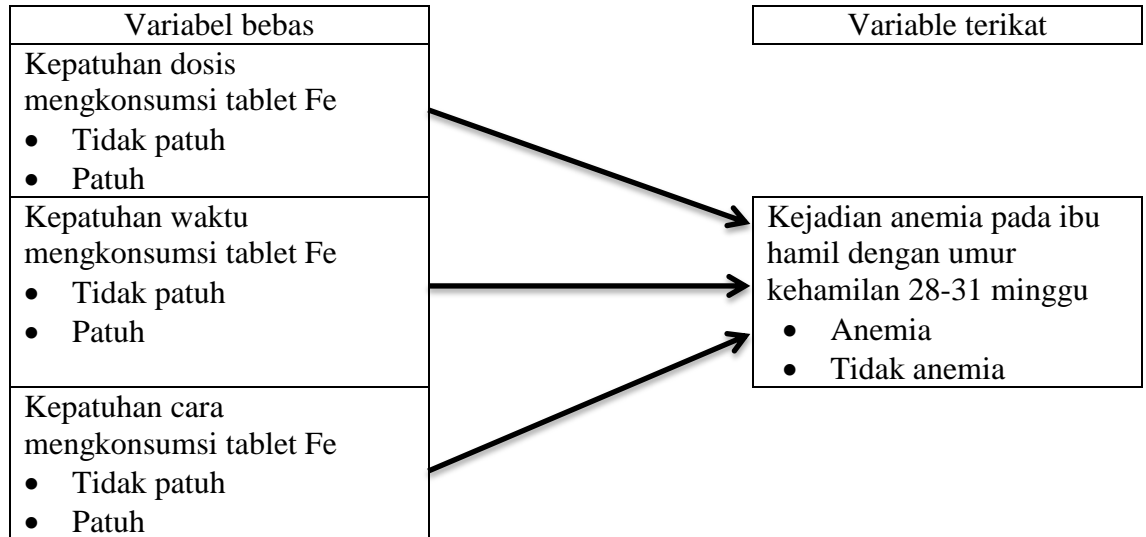 Variabel bebas
Kepatuhan dosis
mengkonsumsi tablet Fe
• Tidak patuh
• Patuh
Kepatuhan waktu
mengkonsumsi tablet Fe
• Tidak patuh
• Patuh
Kepatuhan cara
mengkonsumsi tablet Fe
• Tidak patuh
• Patuh
Variable terikat
Kejadian anemia pada ibu
hamil dengan umur
kehamilan 28-31 minggu
• Anemia
• Tidak anemia